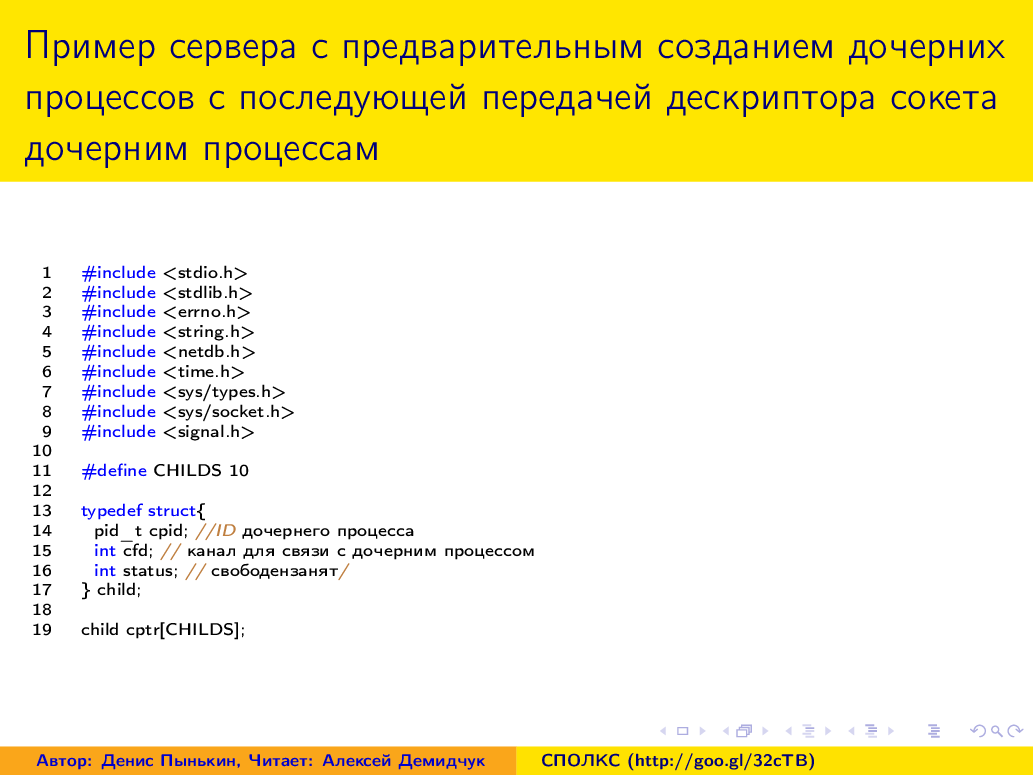 Пример сервера с предварительным созданием дочерних
процессов с последующей передачей дескриптора сокета
дочерним процессам
1 #include <stdio.h>
2 #include <stdlib.h>
3 #include <errno.h>
4 #include <string.h>
5 #include <netdb.h>
6 #include <time.h>
7 #include <sys/types.h>
8 #include <sys/socket.h>
9 #include <signal.h>
10
11 #define CHILDS 10
12
13 typedef struct{
14 pid_t cpid; //ID дочернего процесса
15 int cfd; // канал для связи с дочерним процессом
16 int status; // свободензанят/
17 } child;
18
19 child cptr[CHILDS];
Автор: Денис Пынькин, Читает: Алексей Демидчук СПОЛКС (http://goo.gl/32cTB)